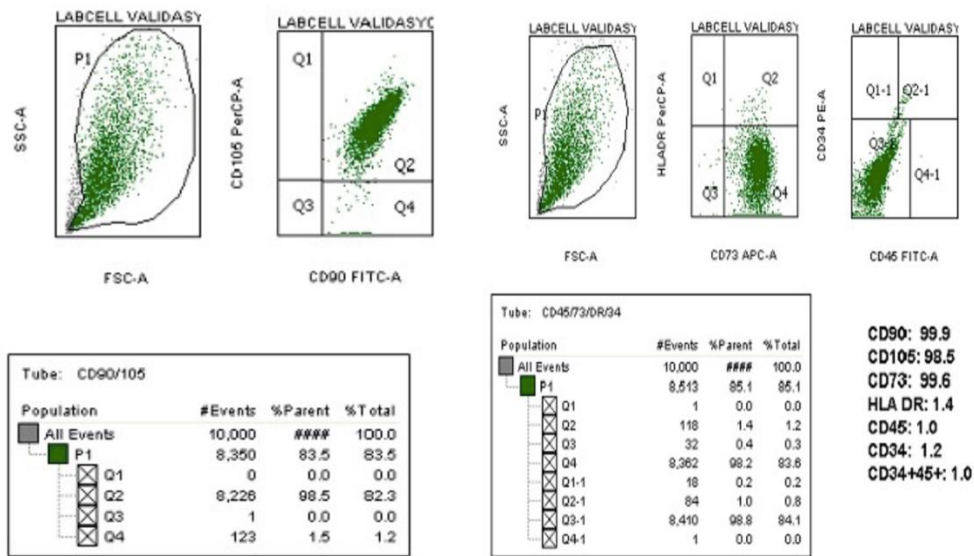 LABCELL VALIDASYC
P1
SSC-A
FSC-A
Q1
Q2
Q3
Q4
CD105 PerCP-A
CD90 FITC-A
LABCELL VALIDASY
P1
SSC-A
FSC-A
LABCELL VALIDASY
Q1
Q2
Q3
Q4
HLADR PerCP-A
CD73 APC-A
LABCELL VALIDASY
Q1-1
Q2-1
Q4-1
CD34 PE-A
CD45 FITC-A
Tube: CD90/105
Population #Events %Parent %Total
All Events 10,000 #### 100.0
P1 8,350 83.5 83.5
Q1 0 0.0 0.0
Q2 8,226 98.5 82.3
Q3 1 0.0 0.0
Q4 123 1.5 1.2
Tube: CD45/73/DR/34
Population #Events %Parent %Total
All Events 10,000 #### 100.0
P1 8,513 85.1 85.1
Q1 1 0.0 0.0
Q2 118 1.4 1.2
Q3 32 0.4 0.3
Q4 8,362 98.2 83.6
Q1-1 18 0.2 0.2
Q2-1 84 1.0 0.8
Q3-1 8,410 98.8 84.1
Q4-1 1 0.0 0.0
CD90: 99.9
CD105: 98.5
CD73: 99.6
HLA DR: 1.4
CD45: 1.0
CD34: 1.2
CD34+45+: 1.0